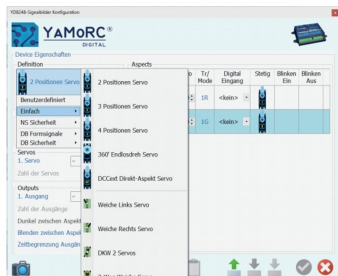 YD8248-Signalbilder Konfiguration
YAMoRC®
DIGITAL
Device Eigenschaften
Definition
Aspects
2 Positionen Servo
Benutzerdefiniert
Einfach
NS Sicherheit
DB Formsignale
DB Sicherheit
2 Positionen Servo
3 Positionen Servo
4 Positionen Servo
360° Endlosdreh Servo
DCCext Direkt-Aspekt Servo
Weiche Links Servo
Weiche Rechts Servo
DKW 2 Servos
Tr/ Mode
Digital Eingang
Stetig
Blinken Ein
Blinken Aus
1R
<kein>
1G
<kein>
Servos
1. Servo
Zahl der Servos
Outputs
1. Ausgang
Zahl der Ausgänge
Dunkel zwischen Aspekt
Blenden zwischen Aspek
Zeitbegrenzung Ausgän